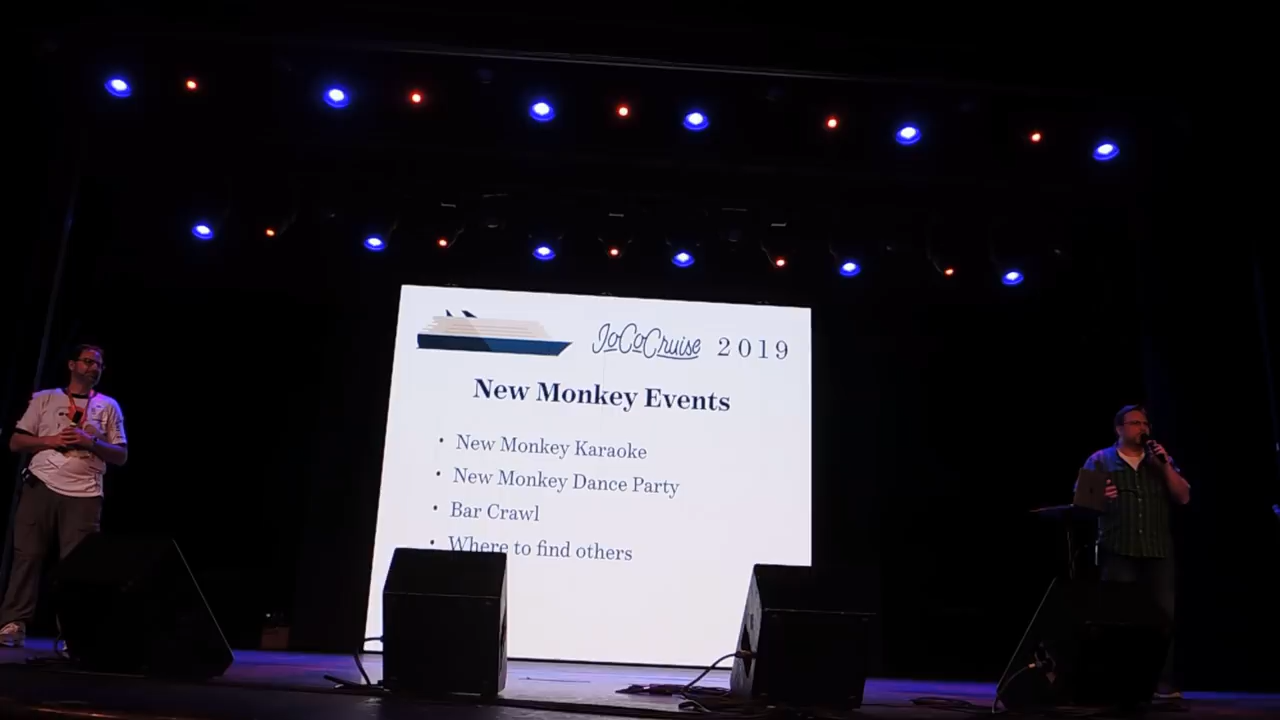 JoCoCruise 2019
New Monkey Events
• New Monkey Karaoke
• New Monkey Dance Party
• Bar Crawl
• Where to find others